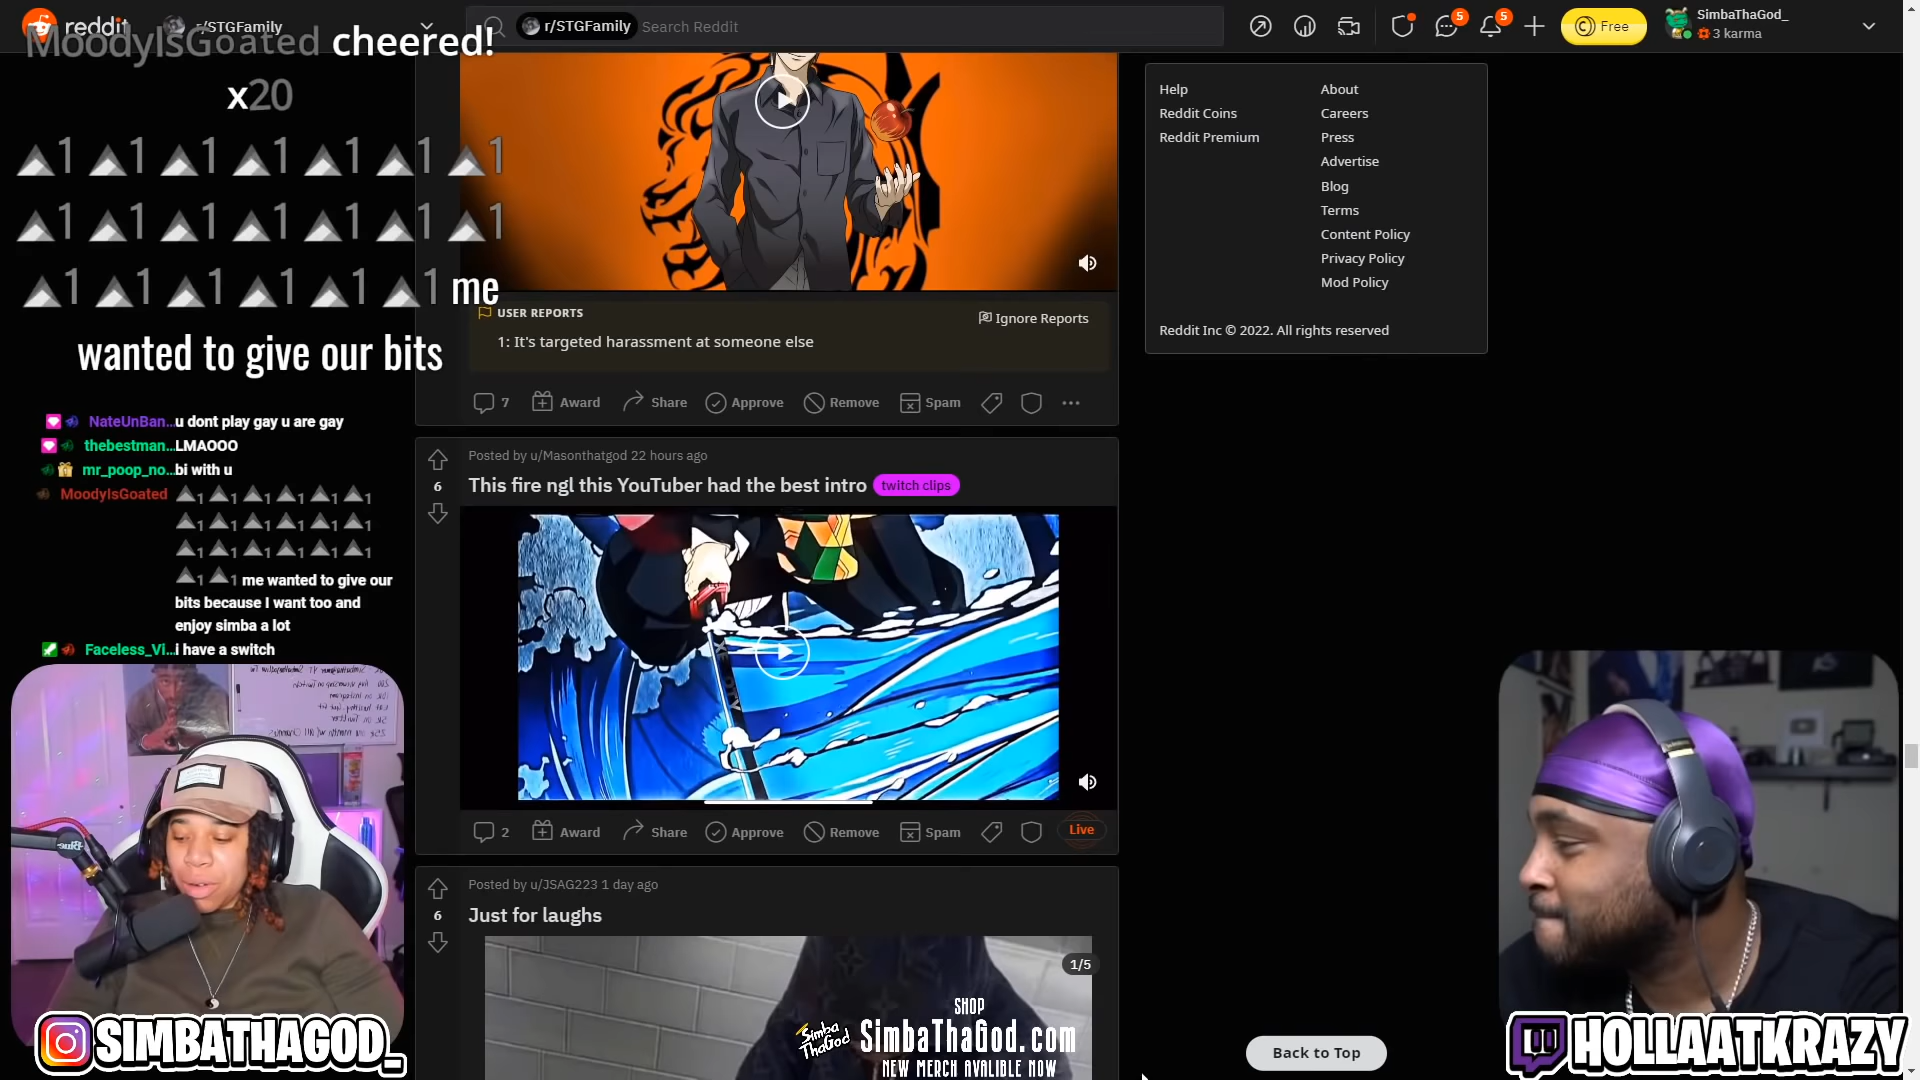 reddit
r/STGFamily
r/STGFamily Search Reddit
5
5
Free
SimbaThaGod_
3 karma
MoodyIsGoated cheered!
x20
1 1 1 1 1 1 1
1 1 1 1 1 1 1
1 1 1 1 1 1 me
wanted to give our bits
NateUnBan... u dont play gay u are gay
thebestman... LMAOOO
mr_poop_no... bi with u
MoodyIsGoated 1 1 1 1 1 1
1 1 1 1 1 1
1 1 1 1 1 1
1 1 me wanted to give our
bits because I want too and
enjoy simba a lot
Faceless_Vi... i have a switch
USER REPORTS
Ignore Reports
1: It's targeted harassment at someone else
7 Award Share Approve Remove Spam
Posted by u/Masonthatgod 22 hours ago
6
This fire ngl this YouTuber had the best intro twitch clips
2 Award Share Approve Remove Spam Live
Posted by u/JSAG223 1 day ago
6
Just for laughs
1/5
SHOP
Simba ThaGod
SimbaThaGod.com
NEW MERCH AVALIBLE NOW
Help
Reddit Coins
Reddit Premium
About
Careers
Press
Advertise
Blog
Terms
Content Policy
Privacy Policy
Mod Policy
Reddit Inc © 2022. All rights reserved
Back to Top
Blue
SIMBATHAGOD_
HOLLAATKRAZY